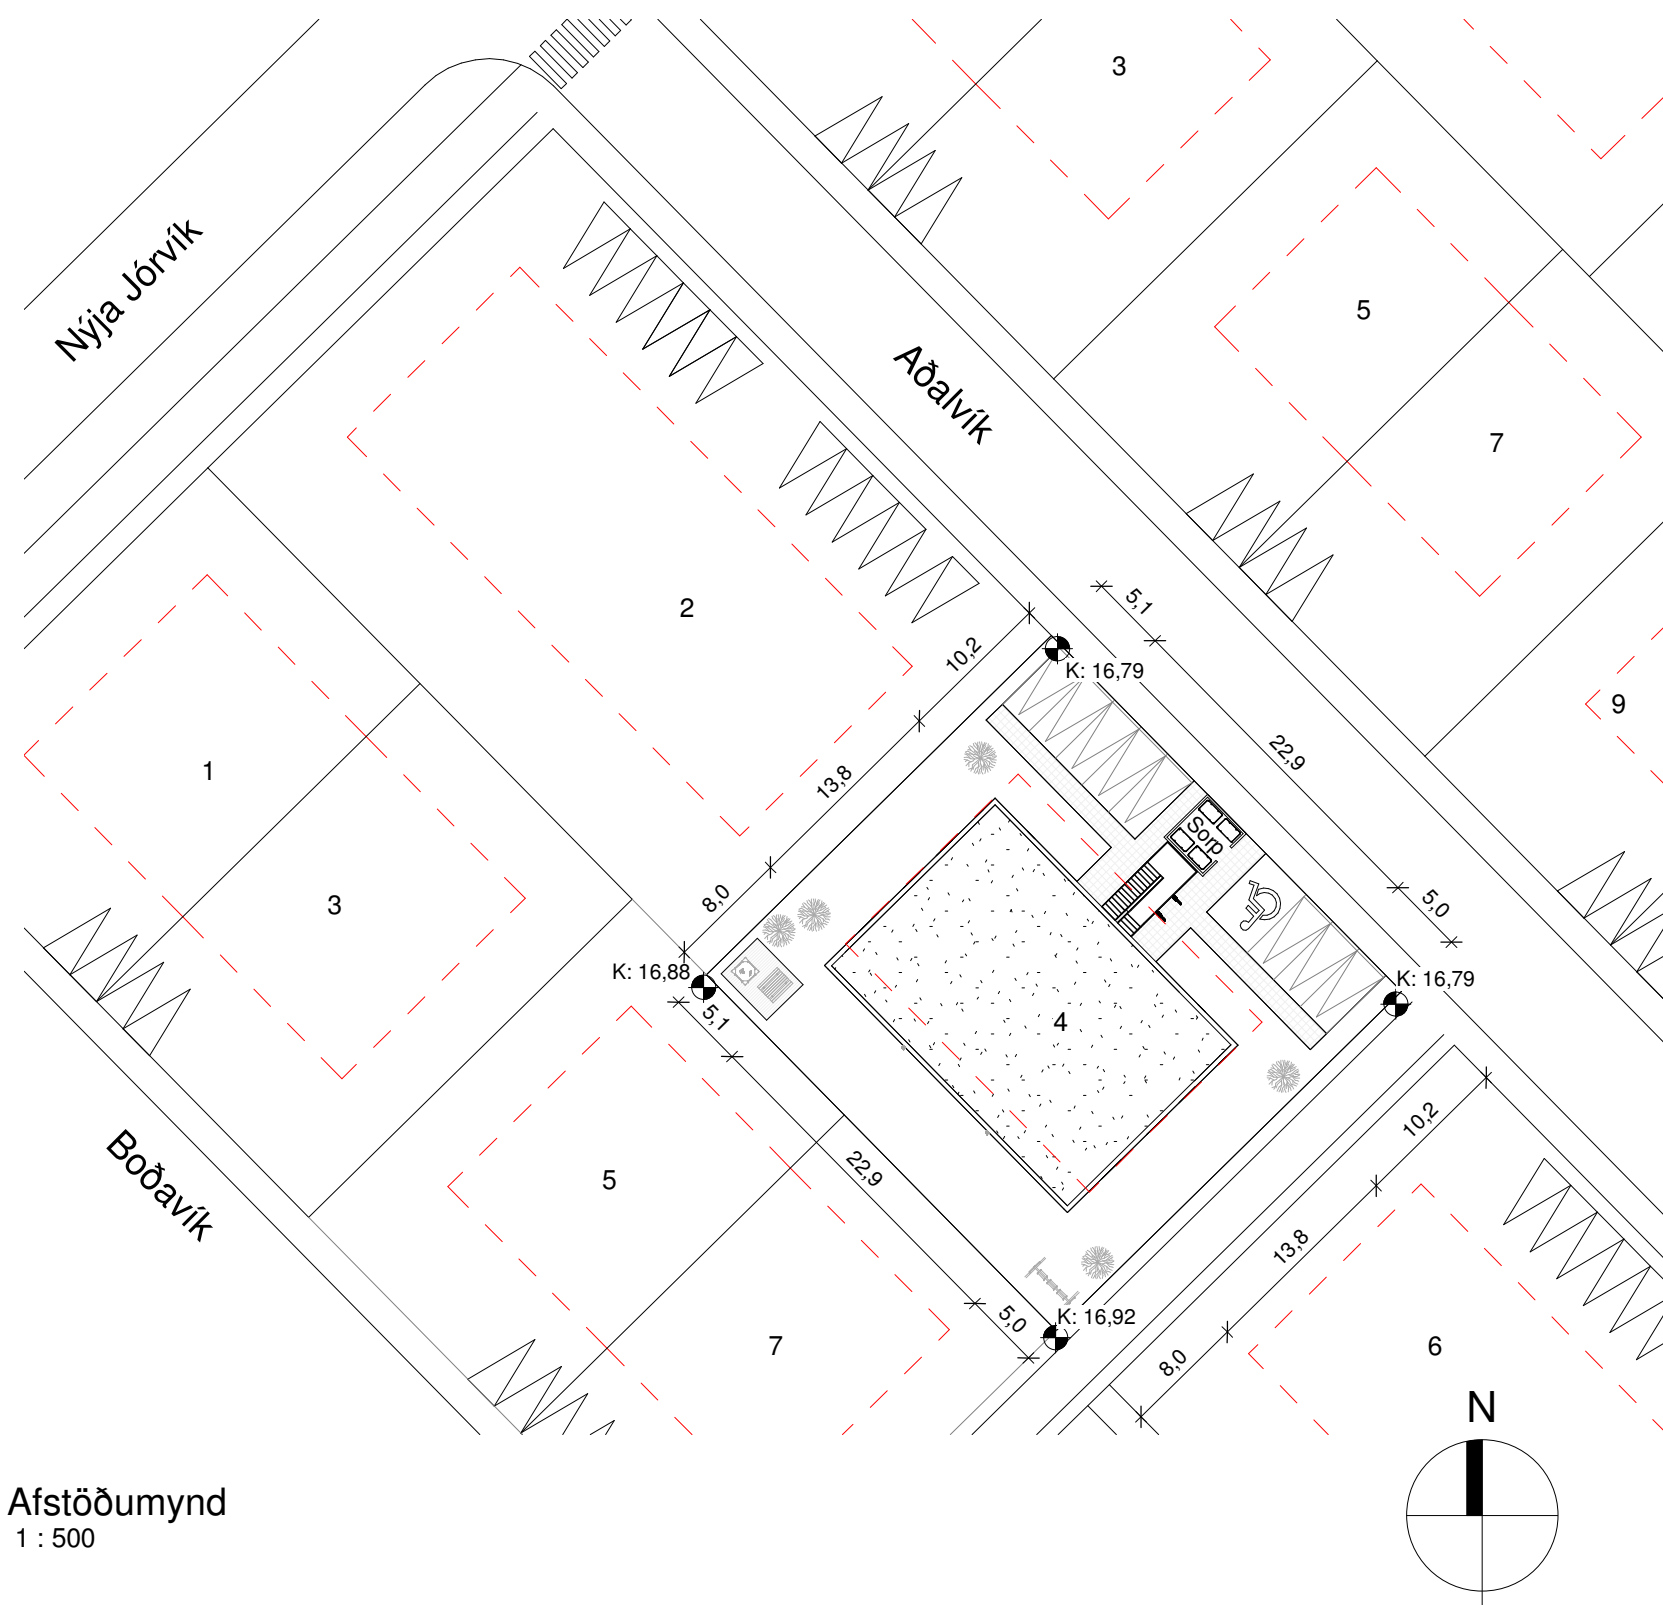 3
Nýja Jórvík
5
Aðalvík
7
5,1
2
10,2
K: 16,79
9
22,9
1
13,8
Sorp
8,0
3
5,0
K: 16,88
K: 16,79
5,1
4
10,2
Boðavík
22,9
5
13,8
5,0
K: 16,92
7
6
8,0
N
Afstöðumynd
1 : 500